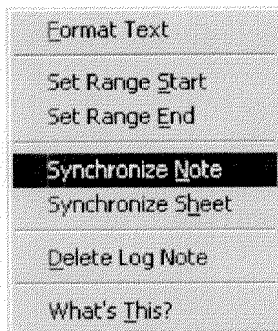 Format Text
Set Range Start
Set Range End
Synchronize Note
Synchronize Sheet
Delete Log Note
What's This?